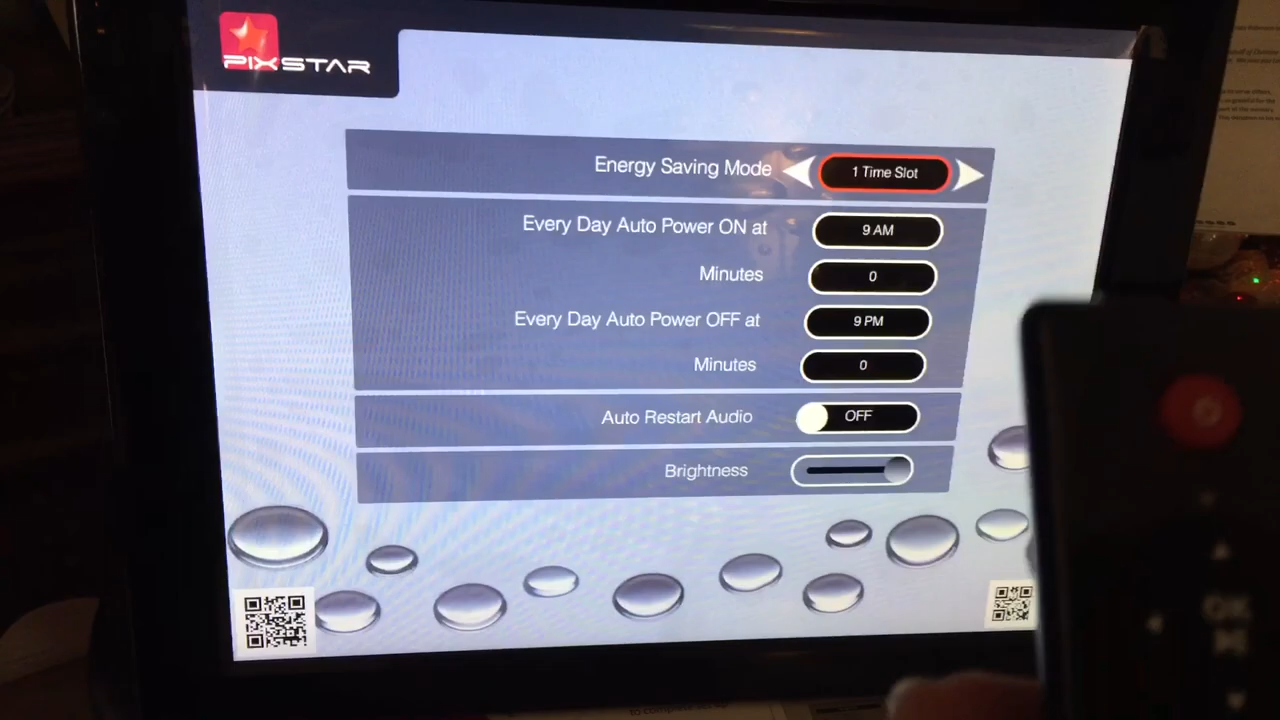 PIXSTAR
Energy Saving Mode
1 Time Slot
Every Day Auto Power ON at
9 AM
Minutes
0
Every Day Auto Power OFF at
9 PM
Minutes
0
Auto Restart Audio
OFF
Brightness
OK